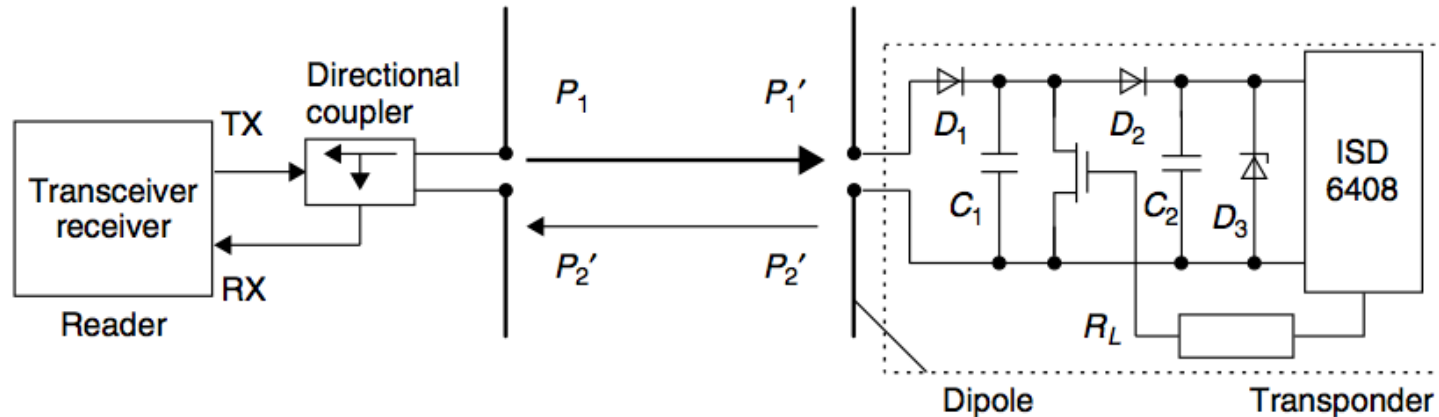 Directional
coupler
TX
RX
Transceiver
receiver
Reader
P₁
P₁′
P₂′
P₂′
D₁
D₂
C₁
C₂
D₃
ISD
6408
R_L
Dipole
Transponder